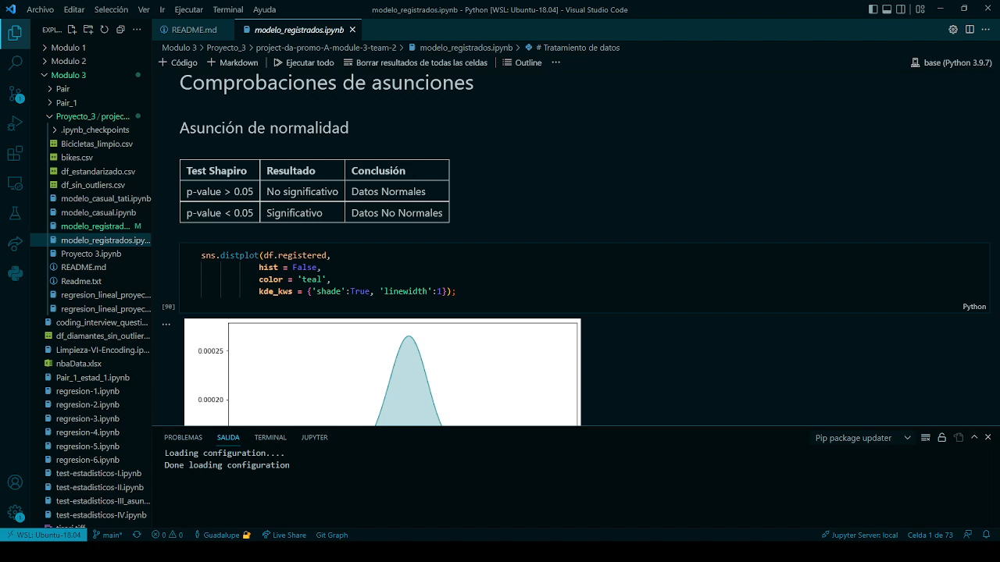 Archivo Editar Selección Ver Ir Ejecutar Terminal Ayuda modelo_registrados.ipynb - Python [WSL: Ubuntu-18.04] - Visual Studio Code
EXPL... README.md modelo_registrados.ipynb
Modulo 3 > Proyecto_3 > project-da-promo-A-module-3-team-2 > modelo_registrados.ipynb > # Tratamiento de datos
Código Markdown Ejecutar todo Borrar resultados de todas las celdas Outline ... base (Python 3.9.7)
Modulo 1
Modulo 2
Modulo 3
Pair
Pair_1
Proyecto_3 / projec...
.ipynb_checkpoints
Bicicletas_limpio.csv
bikes.csv
df_estandarizado.csv
df_sin_outliers.csv
modelo_casual_tati.ipynb
modelo_casual.ipynb
modelo_registrad... M
modelo_registrados.ipy...
Proyecto 3.ipynb
README.md
Readme.txt
regresion_lineal_proyec...
regresion_lineal_proyec...
coding_interview_questi...
df_diamantes_sin_outlier...
Limpieza-VI-Encoding.ip...
nbaData.xlsx
Pair_1_estad_1.ipynb
regresion-1.ipynb
regresion-2.ipynb
regresion-3.ipynb
regresion-4.ipynb
regresion-5.ipynb
regresion-6.ipynb
test-estadisticos-I.ipynb
test-estadisticos-II.ipynb
test-estadisticos-III_asun...
test-estadisticos-IV.ipynb
Comprobaciones de asunciones
Asunción de normalidad
Test Shapiro Resultado Conclusión
p-value > 0.05 No significativo Datos Normales
p-value < 0.05 Significativo Datos No Normales
sns.distplot(df.registered,
hist = False,
color = 'teal',
kde_kws = {'shade':True, 'linewidth':1});
[90] Python
0.00025
0.00020
PROBLEMAS SALIDA TERMINAL JUPYTER Pip package updater
Loading configuration....
Done loading configuration
WSL: Ubuntu-18.04 main* 0 0 Guadalupe Live Share Git Graph Jupyter Server: local Celda 1 de 73